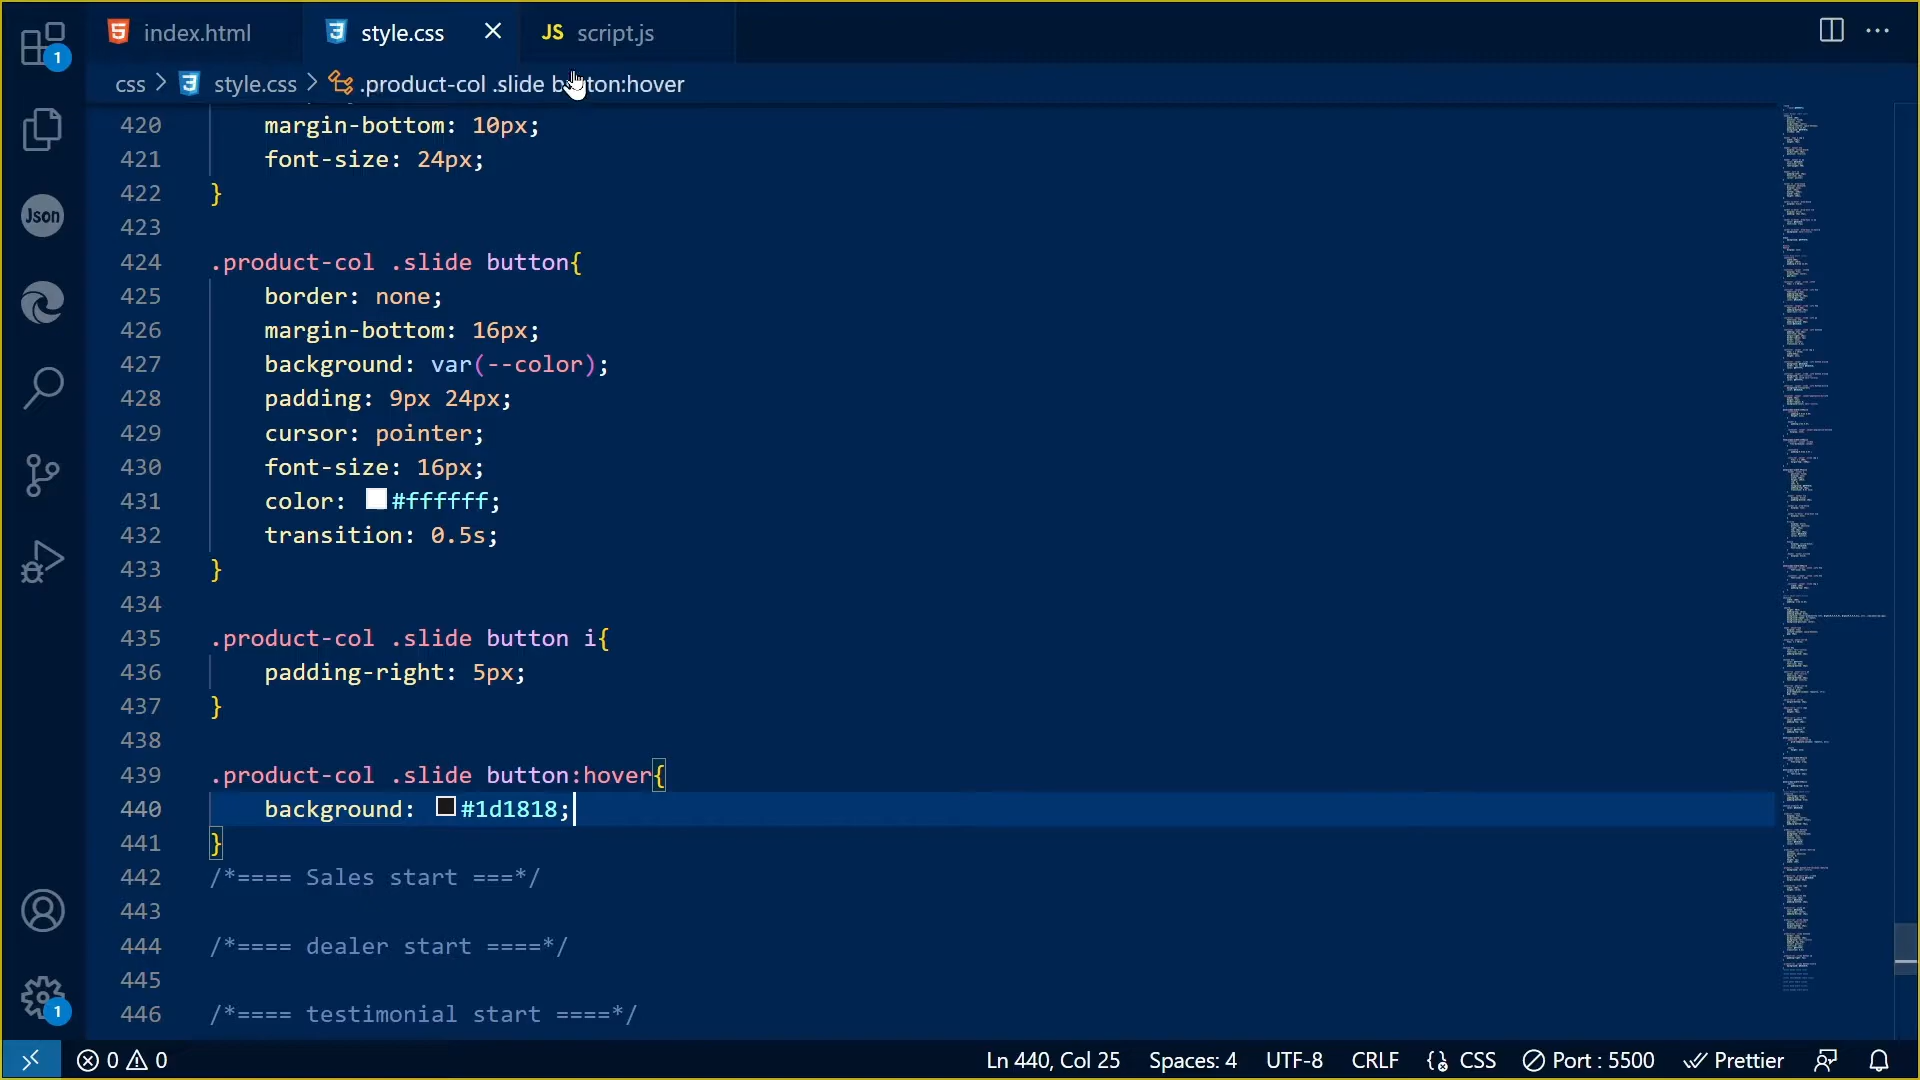 index.html
style.css
JS script.js
css > style.css > .product-col .slide button:hover
420 margin-bottom: 10px;
421 font-size: 24px;
422 }
423
424 .product-col .slide button{
425 border: none;
426 margin-bottom: 16px;
427 background: var(--color);
428 padding: 9px 24px;
429 cursor: pointer;
430 font-size: 16px;
431 color: #ffffff;
432 transition: 0.5s;
433 }
434
435 .product-col .slide button i{
436 padding-right: 5px;
437 }
438
439 .product-col .slide button:hover{
440 background: #1d1818;
441 }
442 /*==== Sales start ===*/
443
444 /*==== dealer start ====*/
445
446 /*==== testimonial start ====*/
1
Json
1
0 0
Ln 440, Col 25
Spaces: 4
UTF-8
CRLF
CSS
Port : 5500
Prettier